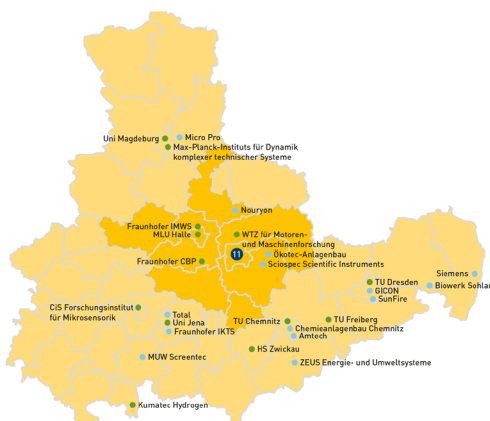 Uni Magdeburg
Micro Pro
Max-Planck-Instituts für Dynamik
komplexer technischer Systeme
Nouryon
Fraunhofer IMWS
MLU Halle
WTZ für Motoren-
und Maschinenforschung
11
Ökotec-Anlagenbau
Fraunhofer CBP
Sciospec Scientific Instruments
Siemens
TU Dresden
Biowerk Sohlan
GICON
SunFire
CiS Forschungsinstitut
für Mikrosensorik
Total
Uni Jena
Fraunhofer IKTS
TU Chemnitz
TU Freiberg
Chemieanlagenbau Chemnitz
Amtech
HS Zwickau
MUW Screentec
ZEUS Energie- und Umweltsysteme
Kumatec Hydrogen